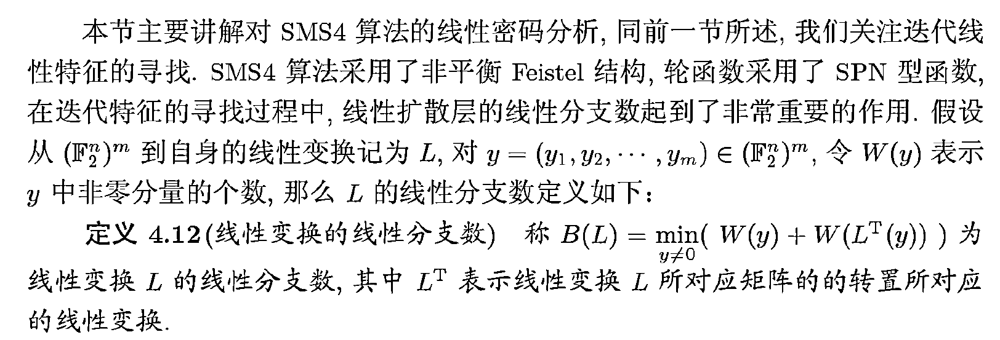 本节主要讲解对 SMS4 算法的线性密码分析, 同前一节所述, 我们关注迭代线
性特征的寻找. SMS4 算法采用了非平衡 Feistel 结构, 轮函数采用了 SPN 型函数,
在迭代特征的寻找过程中, 线性扩散层的线性分支数起到了非常重要的作用. 假设
从 $(\mathbb{F}_2^n)^m$ 到自身的线性变换记为 $L$, 对 $y = (y_1, y_2, \cdots, y_m) \in (\mathbb{F}_2^n)^m$, 令 $W(y)$ 表示
$y$ 中非零分量的个数, 那么 $L$ 的线性分支数定义如下：
定义 4.12(线性变换的线性分支数) 称 $B(L) = \min_{y \neq 0}( W(y) + W(L^{\mathrm{T}}(y)) )$ 为
线性变换 $L$ 的线性分支数, 其中 $L^{\mathrm{T}}$ 表示线性变换 $L$ 所对应矩阵的的转置所对应
的线性变换.